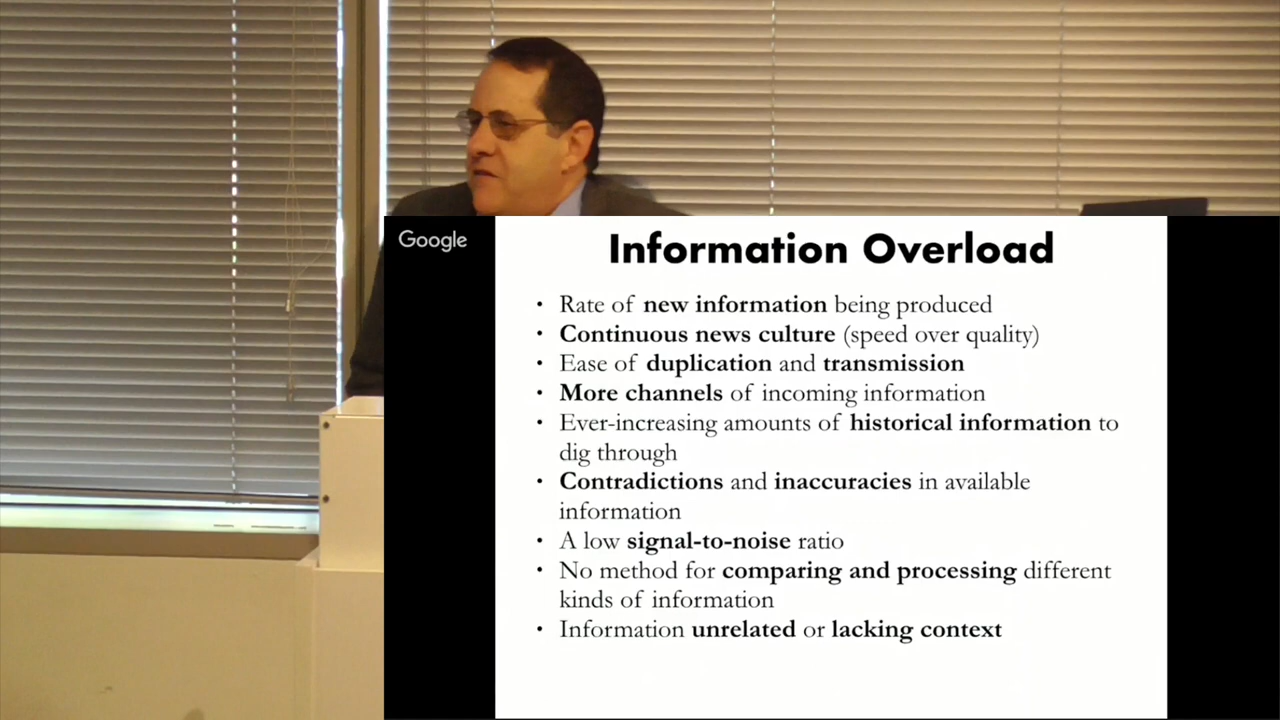 Google
Information Overload
• Rate of new information being produced
• Continuous news culture (speed over quality)
• Ease of duplication and transmission
• More channels of incoming information
• Ever-increasing amounts of historical information to
dig through
• Contradictions and inaccuracies in available
information
• A low signal-to-noise ratio
• No method for comparing and processing different
kinds of information
• Information unrelated or lacking context